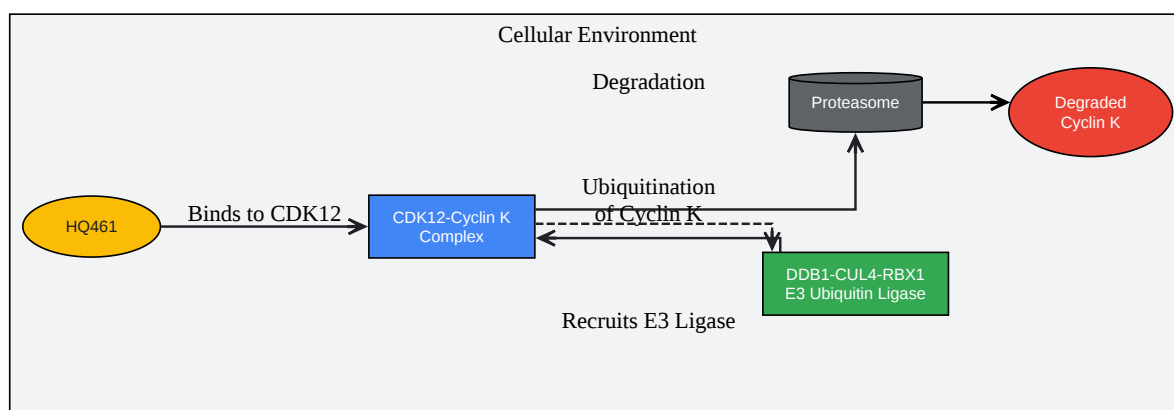 Cellular Environment
Degradation
Proteasome
Degraded
Cyclin K
HQ461
Binds to CDK12
CDK12-Cyclin K
Complex
Ubiquitination
of Cyclin K
DDB1-CUL4-RBX1
E3 Ubiquitin Ligase
Recruits E3 Ligase